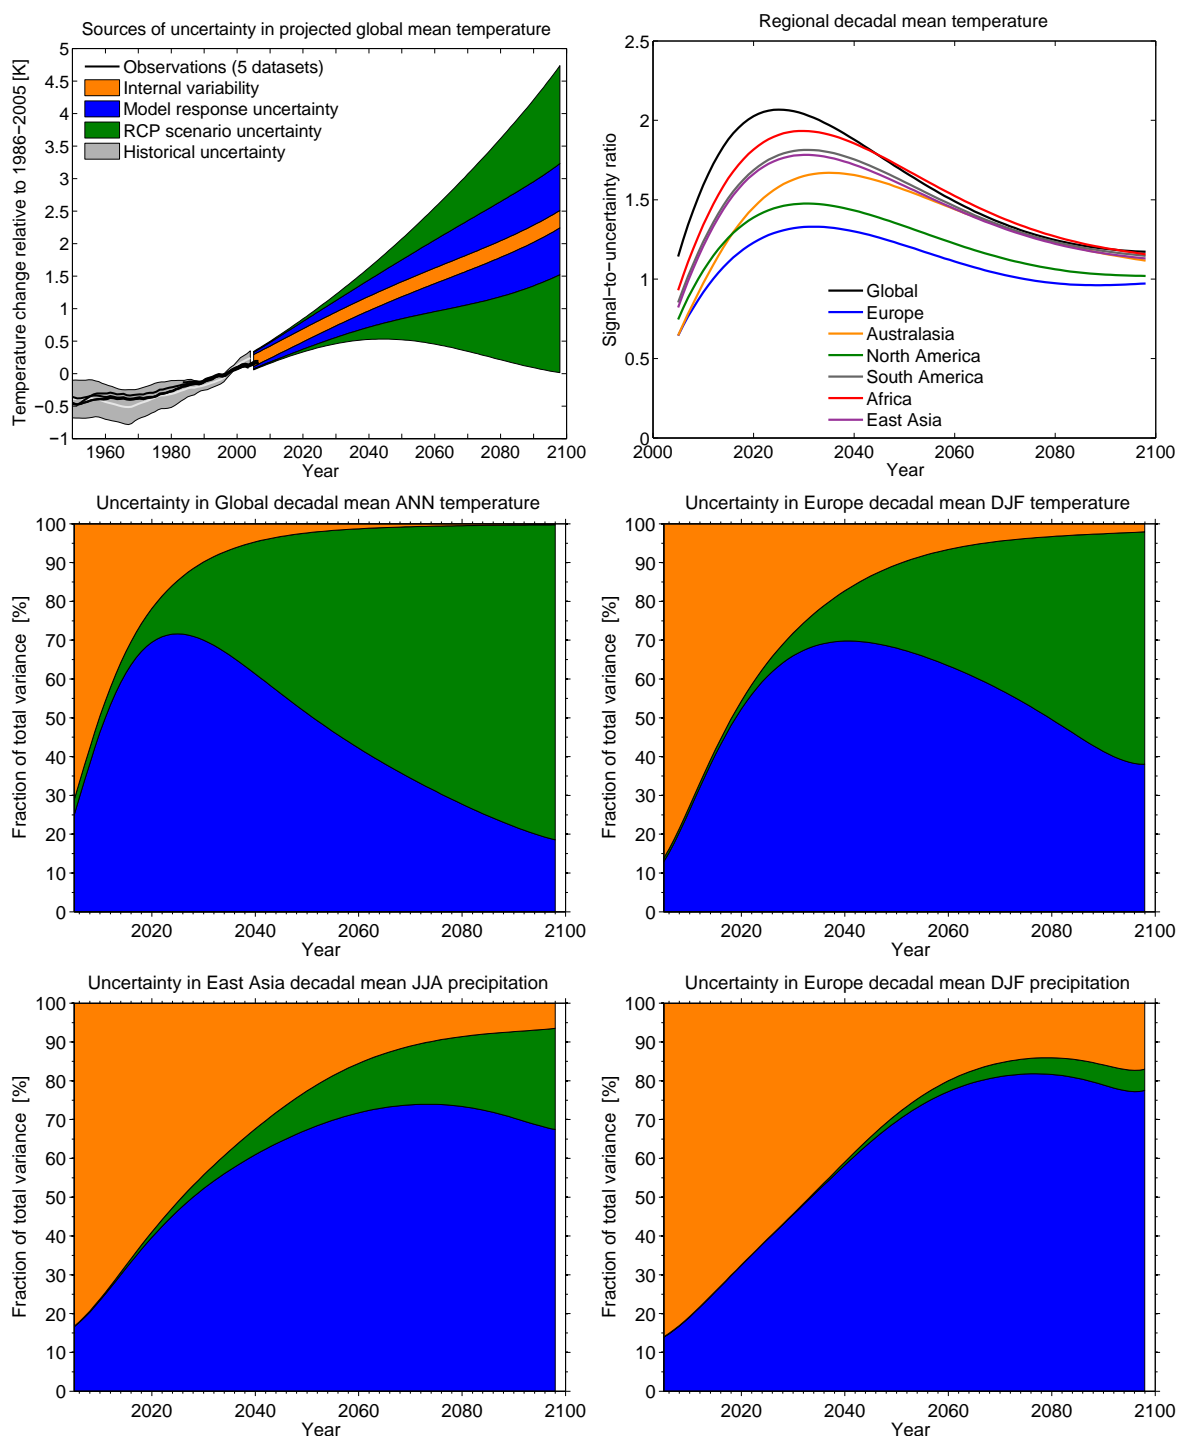 Sources of uncertainty in projected global mean temperature
Temperature change relative to 1986−2005 [K]
5
4.5
4
3.5
3
2.5
2
1.5
1
0.5
0
−0.5
−1
Observations (5 datasets)
Internal variability
Model response uncertainty
RCP scenario uncertainty
Historical uncertainty
1960 1980 2000 2020 2040 2060 2080 2100
Year
Regional decadal mean temperature
Signal−to−uncertainty ratio
2.5
2
1.5
1
0.5
0
Global
Europe
Australasia
North America
South America
Africa
East Asia
2000 2020 2040 2060 2080 2100
Year
Uncertainty in Global decadal mean ANN temperature
Fraction of total variance [%]
100
90
80
70
60
50
40
30
20
10
0
2020 2040 2060 2080 2100
Year
Uncertainty in Europe decadal mean DJF temperature
Fraction of total variance [%]
100
90
80
70
60
50
40
30
20
10
0
2020 2040 2060 2080 2100
Year
Uncertainty in East Asia decadal mean JJA precipitation
Fraction of total variance [%]
100
90
80
70
60
50
40
30
20
10
0
2020 2040 2060 2080 2100
Year
Uncertainty in Europe decadal mean DJF precipitation
Fraction of total variance [%]
100
90
80
70
60
50
40
30
20
10
0
2020 2040 2060 2080 2100
Year